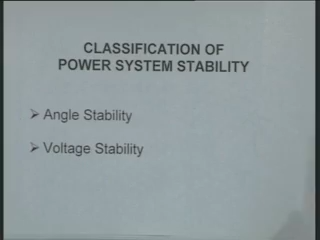 CLASSIFICATION OF
POWER SYSTEM STABILITY
➢ Angle Stability
➢ Voltage Stability